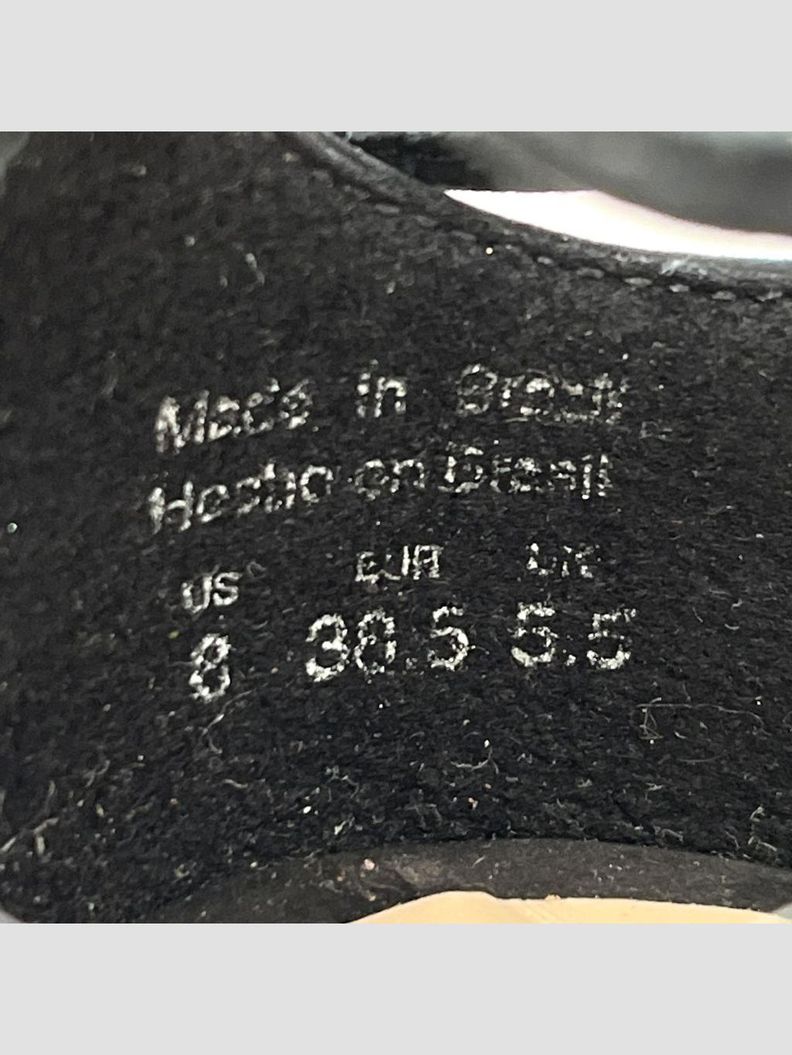 Made in Brazil
Hecho en Brasil
US EUR UK
8 38.5 5.5